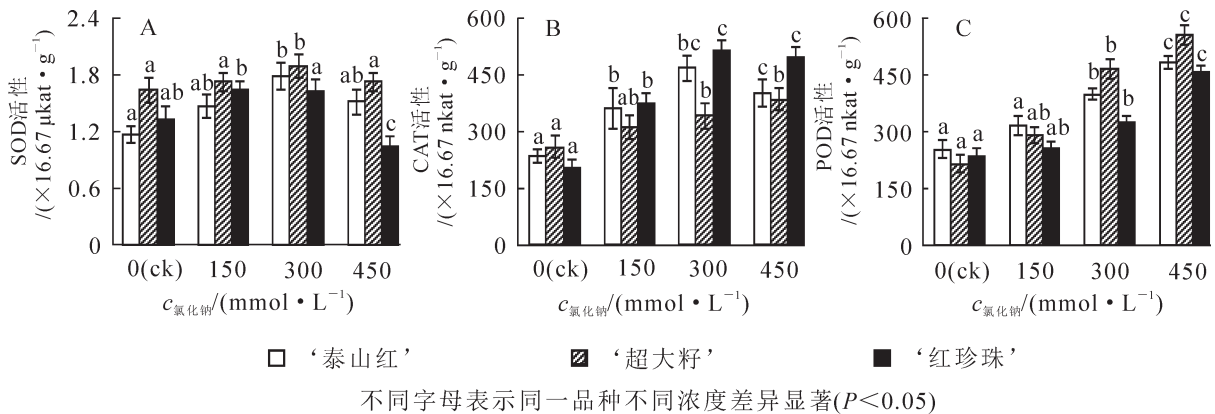 A
SOD活性
/(×16.67 μkat·g⁻¹)
2.4
1.8
1.2
0.6
0
a a ab
ab a b
b b a
ab a c
0(ck) 150 300 450
c氯化钠/(mmol·L⁻¹)
B
CAT活性
/(×16.67 nkat·g⁻¹)
600
450
300
150
0
a a a
b ab b
bc b c
c c c
0(ck) 150 300 450
c氯化钠/(mmol·L⁻¹)
C
POD活性
/(×16.67 nkat·g⁻¹)
600
450
300
150
0
a a a
a ab ab
b b b
c c c
0(ck) 150 300 450
c氯化钠/(mmol·L⁻¹)
‘泰山红’ ‘超大籽’ ‘红珍珠’
不同字母表示同一品种不同浓度差异显著(P<0.05)